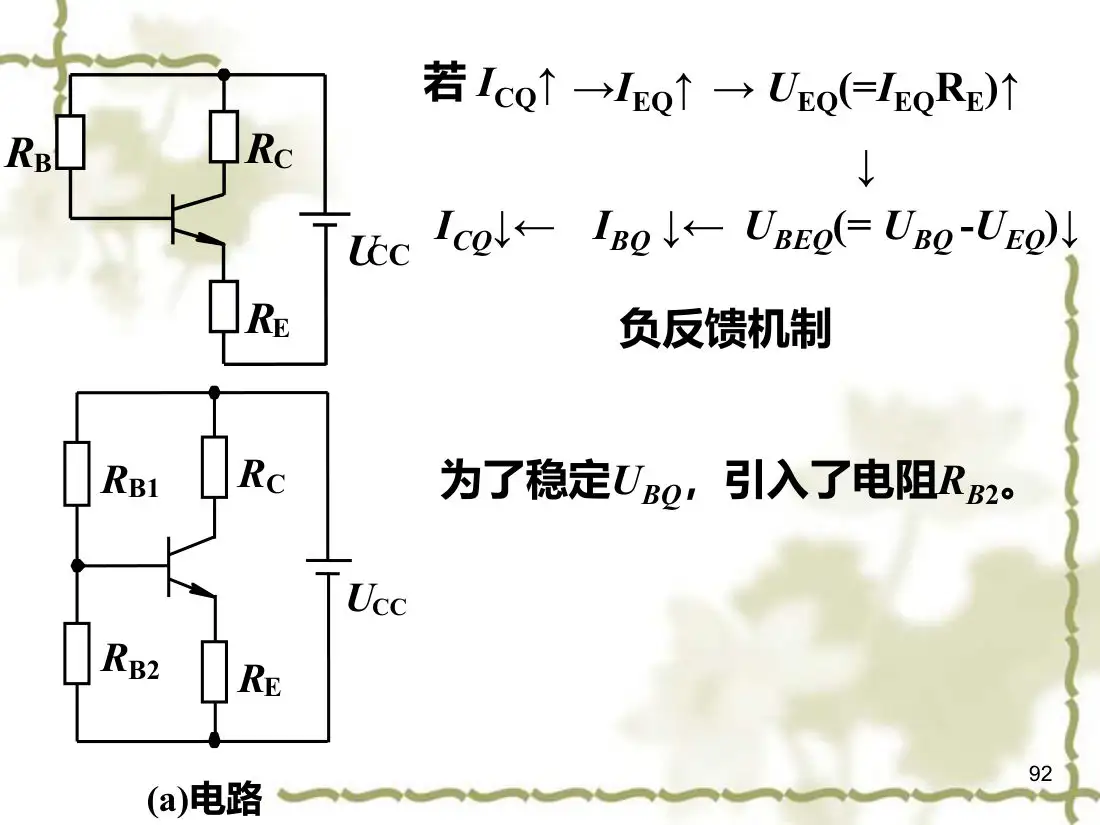 若 I_CQ↑ →I_EQ↑ → U_EQ(=I_EQR_E)↑
↓
I_CQ↓← I_BQ ↓← U_BEQ(= U_BQ -U_EQ)↓
负反馈机制
R_B
R_C
U_CC
R_E
为了稳定U_BQ，引入了电阻R_B2。
R_B1
R_C
U_CC
R_B2
R_E
(a)电路
92